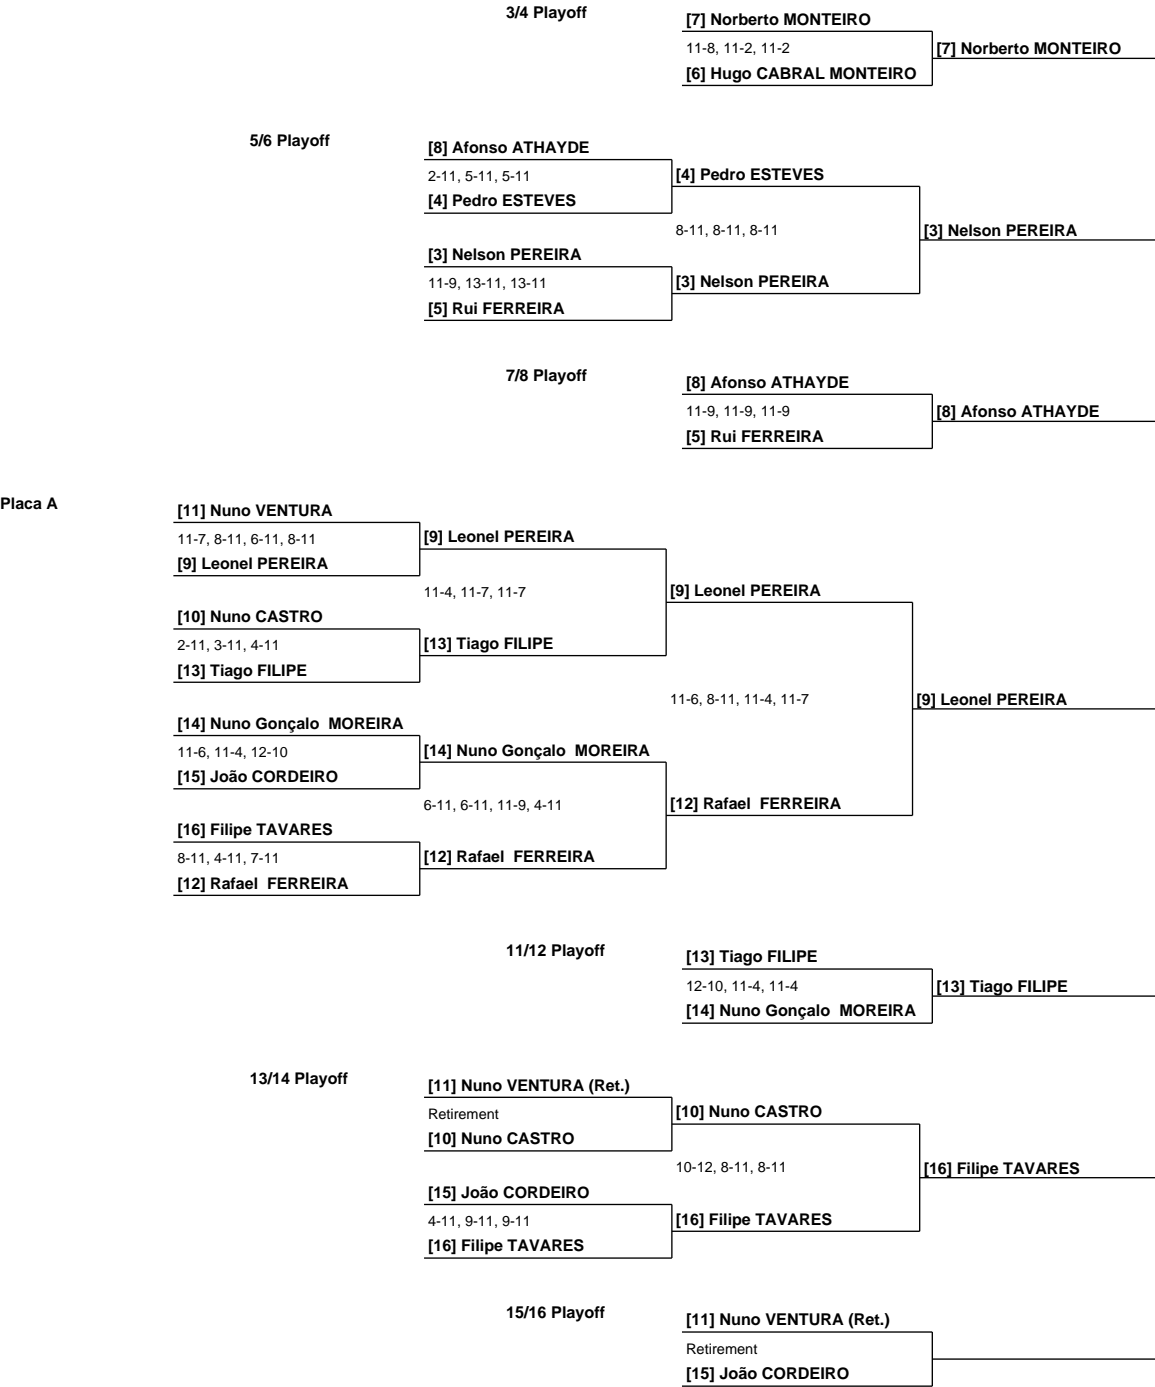 3/4 Playoff
[7] Norberto MONTEIRO
11-8, 11-2, 11-2
[7] Norberto MONTEIRO
[6] Hugo CABRAL MONTEIRO
5/6 Playoff
[8] Afonso ATHAYDE
2-11, 5-11, 5-11
[4] Pedro ESTEVES
[4] Pedro ESTEVES
8-11, 8-11, 8-11
[3] Nelson PEREIRA
[3] Nelson PEREIRA
11-9, 13-11, 13-11
[3] Nelson PEREIRA
[5] Rui FERREIRA
7/8 Playoff
[8] Afonso ATHAYDE
11-9, 11-9, 11-9
[8] Afonso ATHAYDE
[5] Rui FERREIRA
Placa A
[11] Nuno VENTURA
11-7, 8-11, 6-11, 8-11
[9] Leonel PEREIRA
[9] Leonel PEREIRA
11-4, 11-7, 11-7
[9] Leonel PEREIRA
[10] Nuno CASTRO
2-11, 3-11, 4-11
[13] Tiago FILIPE
[13] Tiago FILIPE
11-6, 8-11, 11-4, 11-7
[9] Leonel PEREIRA
[14] Nuno Gonçalo  MOREIRA
11-6, 11-4, 12-10
[14] Nuno Gonçalo  MOREIRA
[15] João CORDEIRO
6-11, 6-11, 11-9, 4-11
[12] Rafael  FERREIRA
[16] Filipe TAVARES
8-11, 4-11, 7-11
[12] Rafael  FERREIRA
[12] Rafael  FERREIRA
11/12 Playoff
[13] Tiago FILIPE
12-10, 11-4, 11-4
[13] Tiago FILIPE
[14] Nuno Gonçalo  MOREIRA
13/14 Playoff
[11] Nuno VENTURA (Ret.)
Retirement
[10] Nuno CASTRO
[10] Nuno CASTRO
10-12, 8-11, 8-11
[16] Filipe TAVARES
[15] João CORDEIRO
4-11, 9-11, 9-11
[16] Filipe TAVARES
[16] Filipe TAVARES
15/16 Playoff
[11] Nuno VENTURA (Ret.)
Retirement
[15] João CORDEIRO